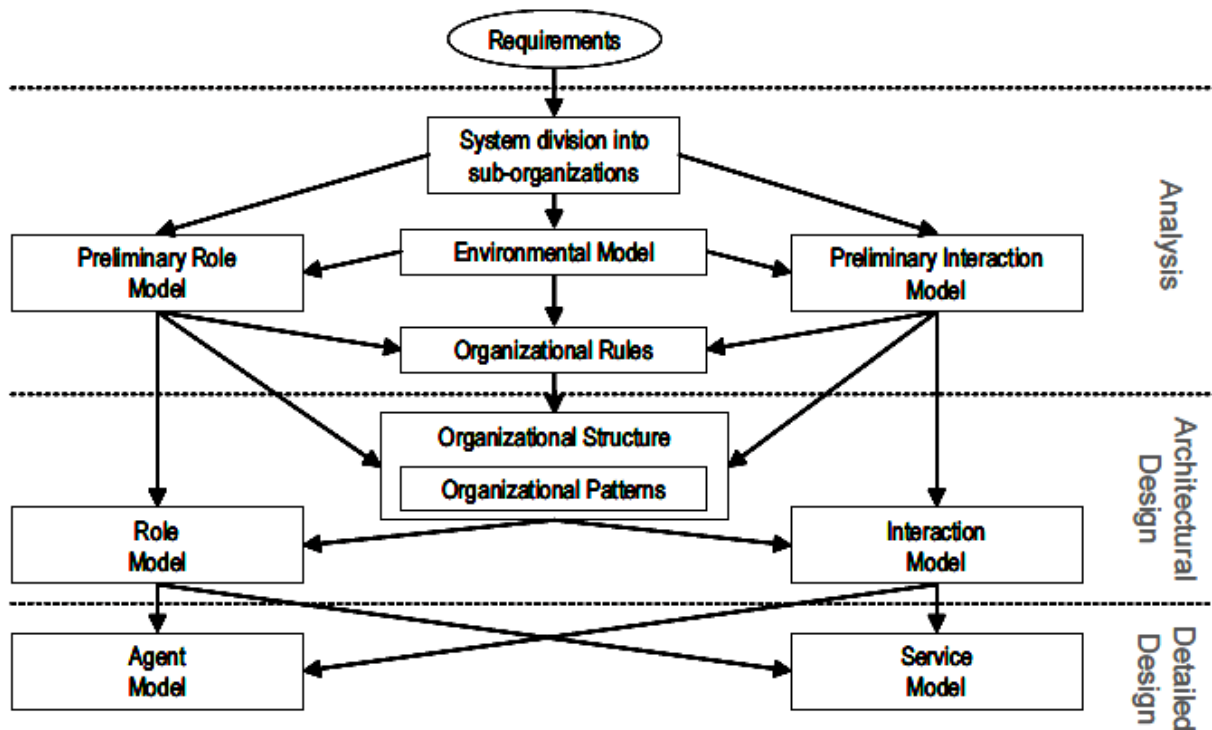 Requirements
System division into
sub-organizations
Analysis
Preliminary Role
Model
Environmental Model
Preliminary Interaction
Model
Organizational Rules
Organizational Structure
Organizational Patterns
Architectural
Design
Role
Model
Interaction
Model
Agent
Model
Service
Model
Detailed
Design